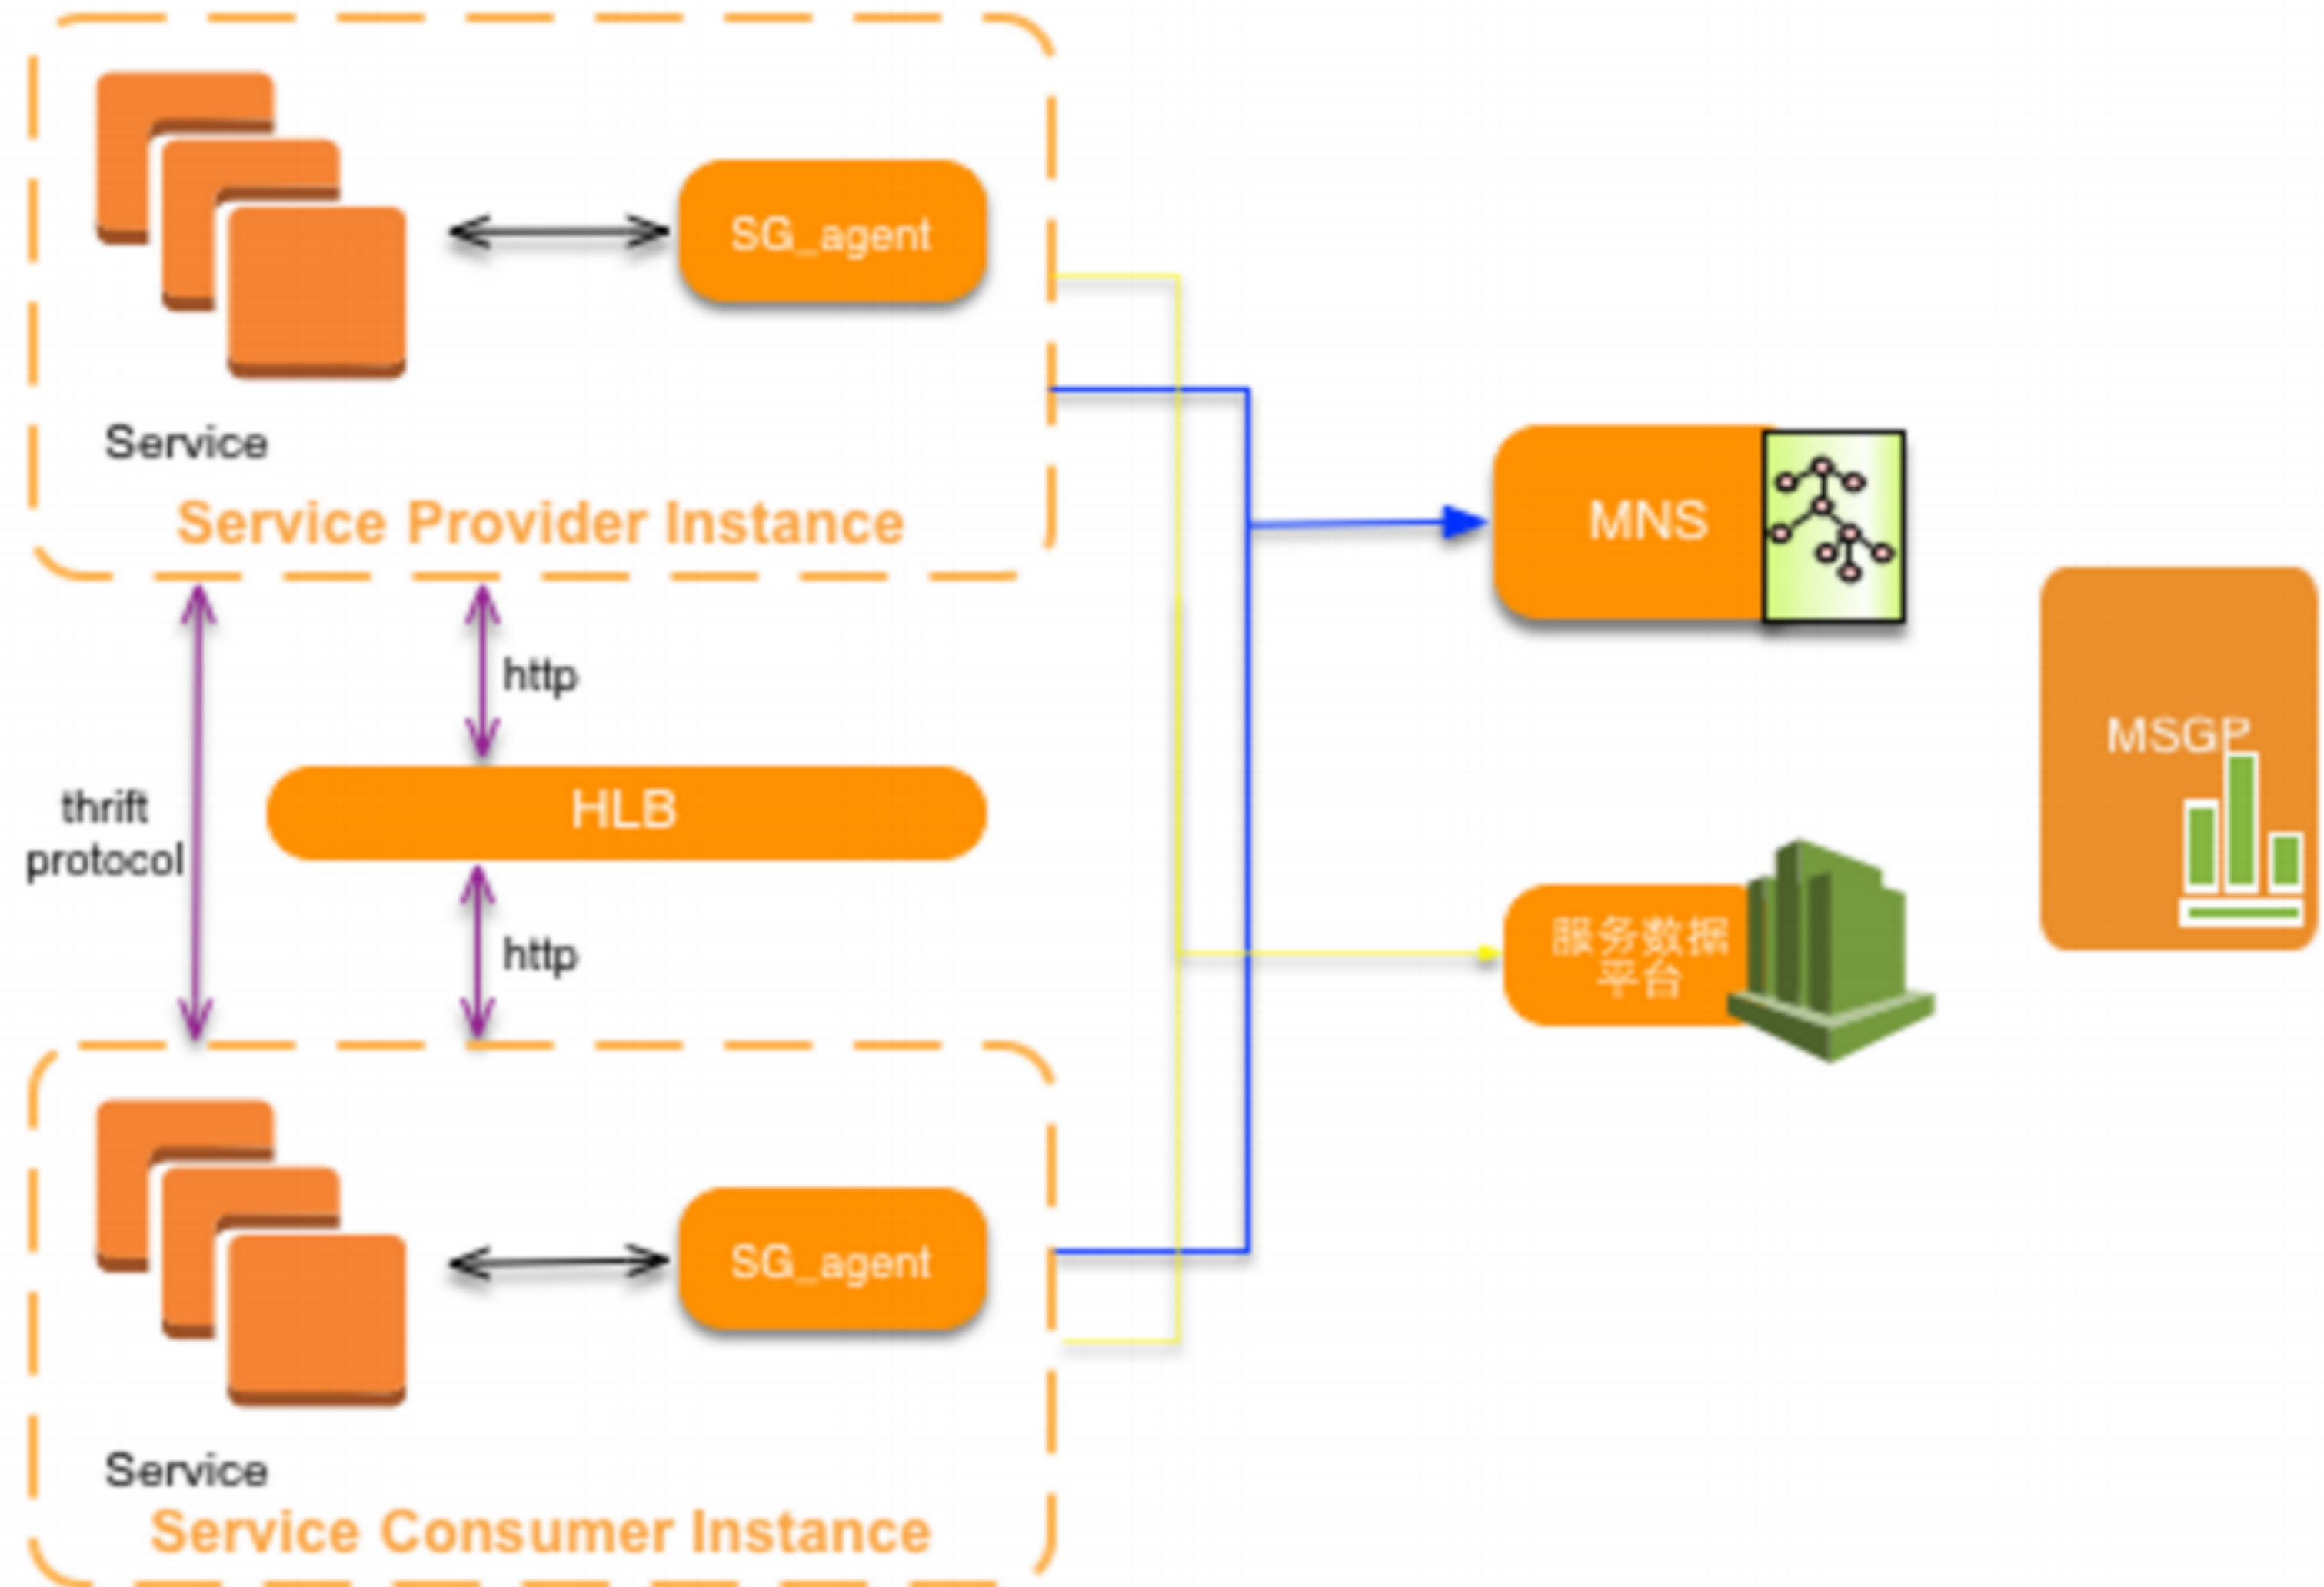 SG_agent
Service
Service Provider Instance
MNS
http
MSGP
thrift
protocol
HLB
http
服务数据
平台
SG_agent
Service
Service Consumer Instance